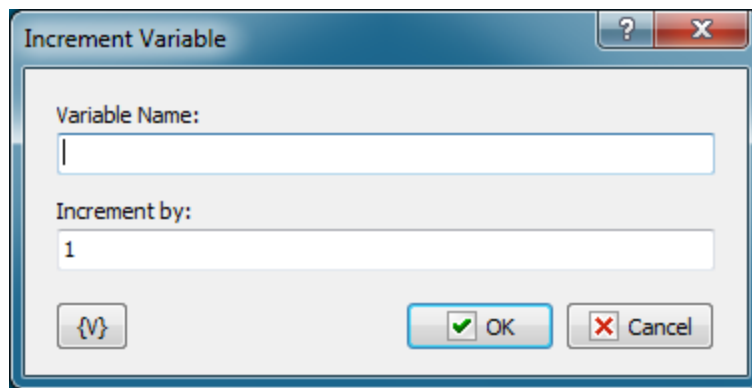 Increment Variable
?
Variable Name:
Increment by:
1
{V}
OK
Cancel